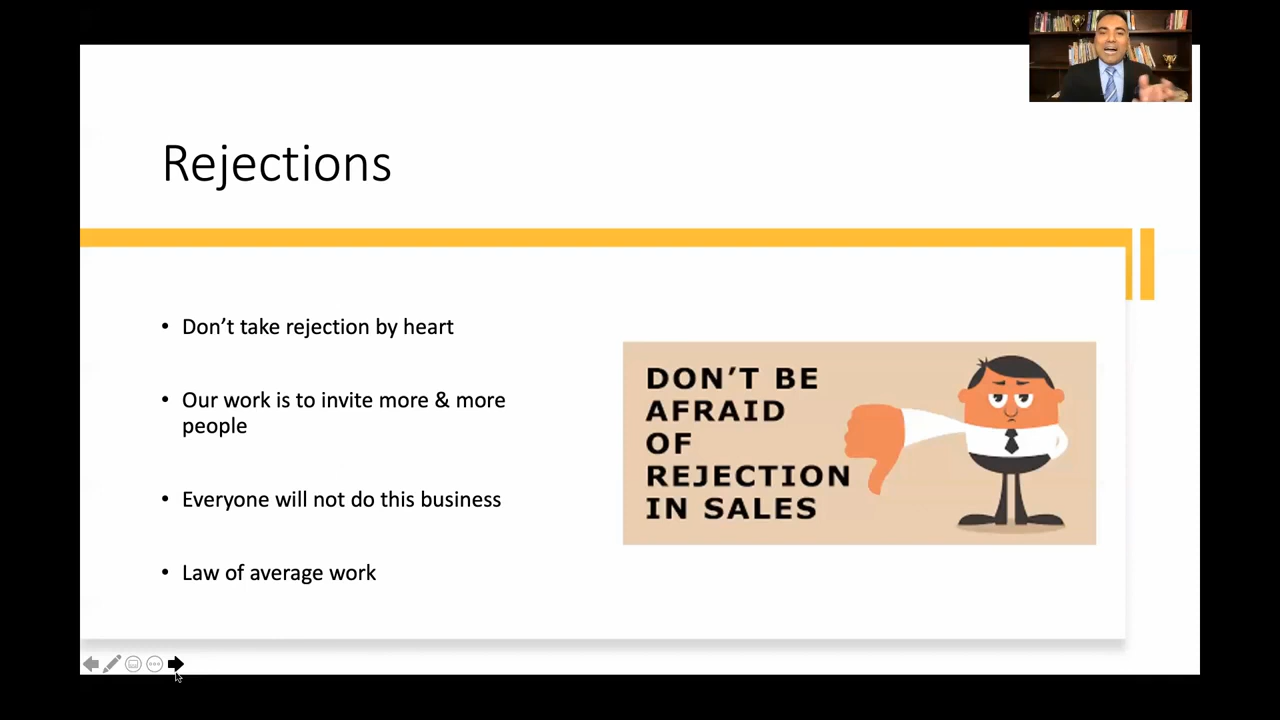 Rejections
• Don’t take rejection by heart
• Our work is to invite more & more
people
• Everyone will not do this business
• Law of average work
DON’T BE
AFRAID
OF
REJECTION
IN SALES